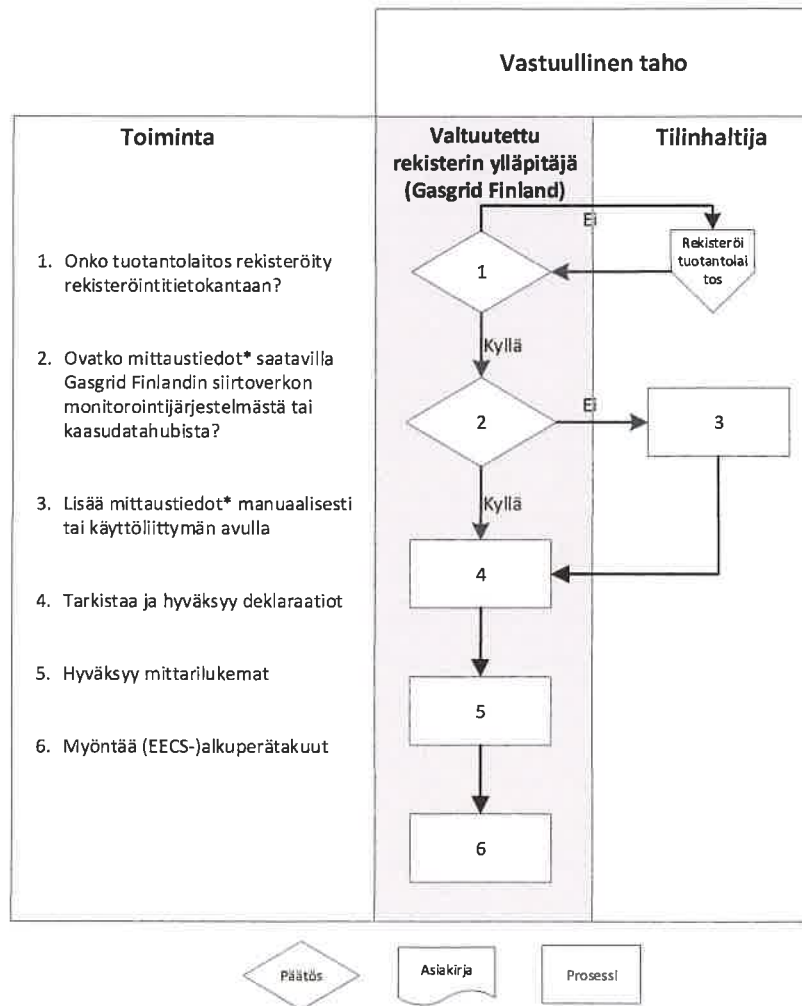 Vastuullinen taho
Toiminta
Valtuutettu
rekisterin ylläpitäjä
(Gasgrid Finland)
Tilinhaltija
1. Onko tuotantolaitos rekisteröity
rekisteröintitietokantaan?
2. Ovatko mittaustiedot* saatavilla
Gasgrid Finlandin siirtoverkon
monitorointijärjestelmästä tai
kaasudatahubista?
3. Lisää mittaustiedot* manuaalisesti
tai käyttöliittymän avulla
4. Tarkistaa ja hyväksyy deklaraatiot
5. Hyväksyy mittarilukemat
6. Myöntää (EECS-)alkuperätakuut
Ei
1
Rekisteröi
tuotantolai
tos
Kyllä
2
Ei
3
Kyllä
4
5
6
Päätös
Asiakirja
Prosessi